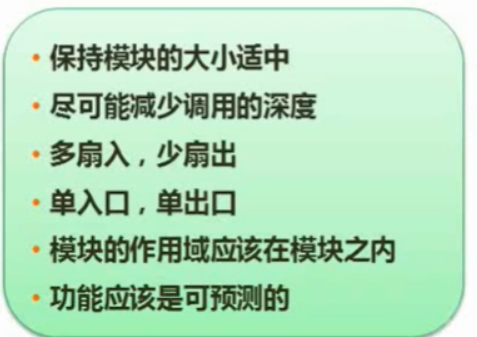 • 保持模块的大小适中
• 尽可能减少调用的深度
• 多扇入，少扇出
• 单入口，单出口
• 模块的作用域应该在模块之内
• 功能应该是可预测的